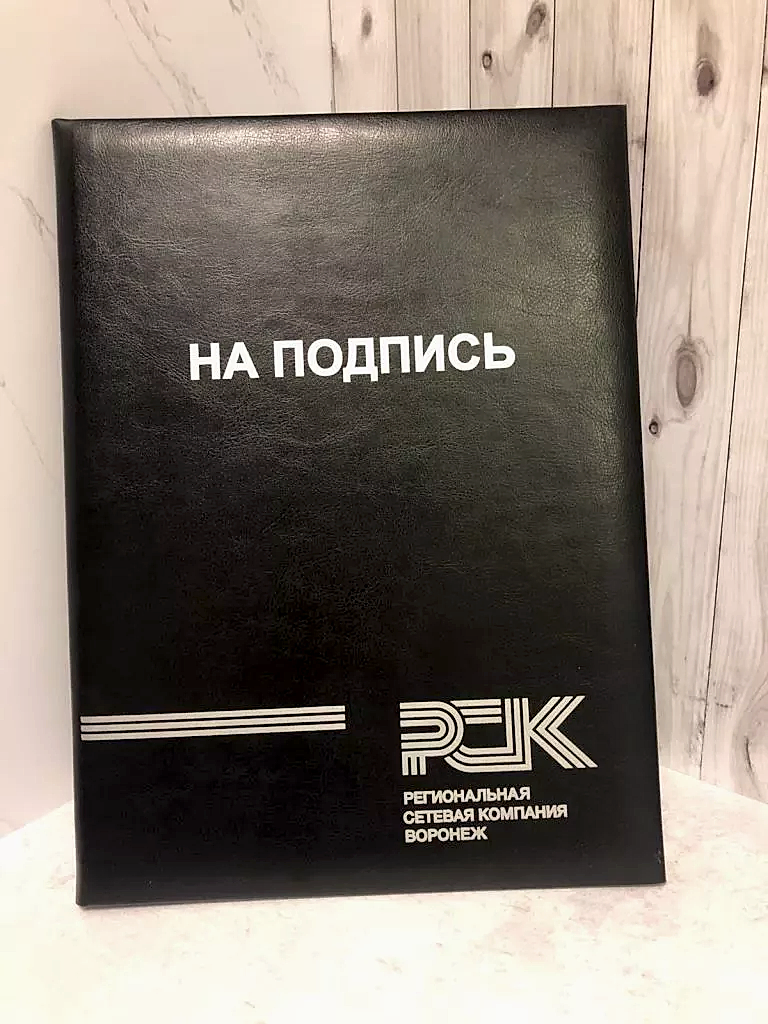 НА ПОДПИСЬ
РСК
РЕГИОНАЛЬНАЯ
СЕТЕВАЯ КОМПАНИЯ
ВОРОНЕЖ